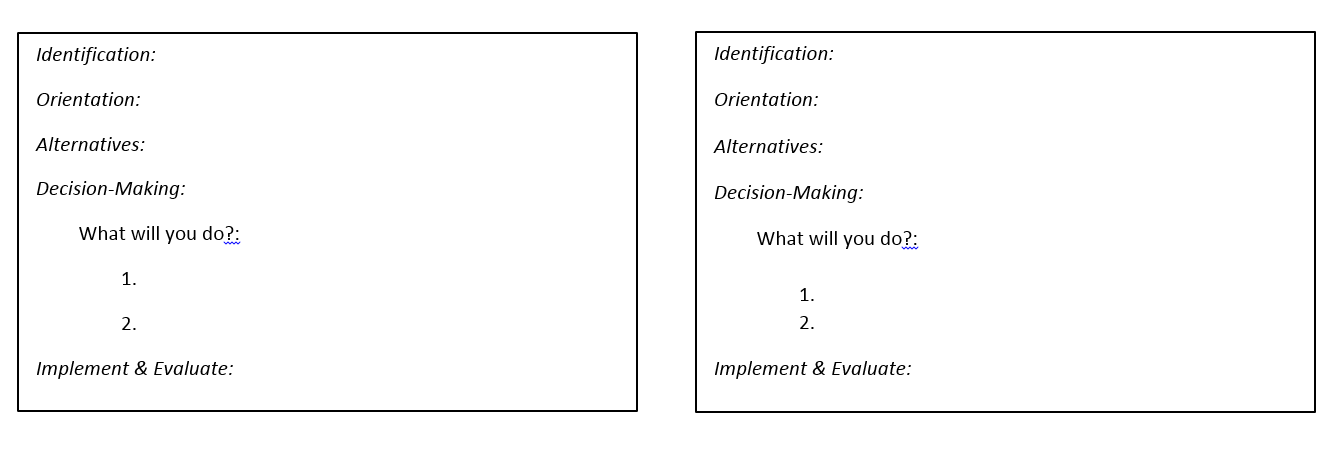 Identification:
Orientation:
Alternatives:
Decision-Making:
What will you do?:
1.
2.
Implement & Evaluate:
Identification:
Orientation:
Alternatives:
Decision-Making:
What will you do?:
1.
2.
Implement & Evaluate: